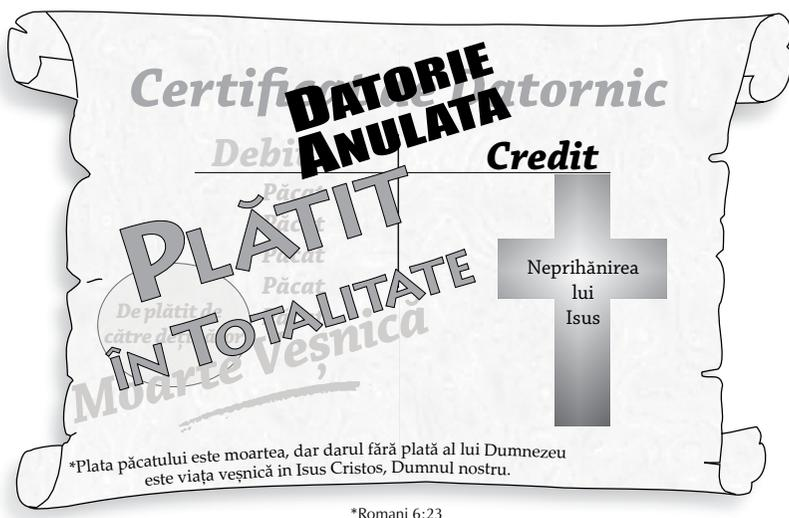 Certificat de Datornic
DATORIE
ANULATA
Debit
Credit
Păcat
Păcat
Păcat
Păcat
PLĂTIT
ÎN TOTALITATE
De plătit de
către
Moarte Veșnică
Neprihănirea
lui
Isus
*Plata păcatului este moartea, dar darul fără plată al lui Dumnezeu
este viața veșnică in Isus Cristos, Dumnul nostru.
*Romani 6:23